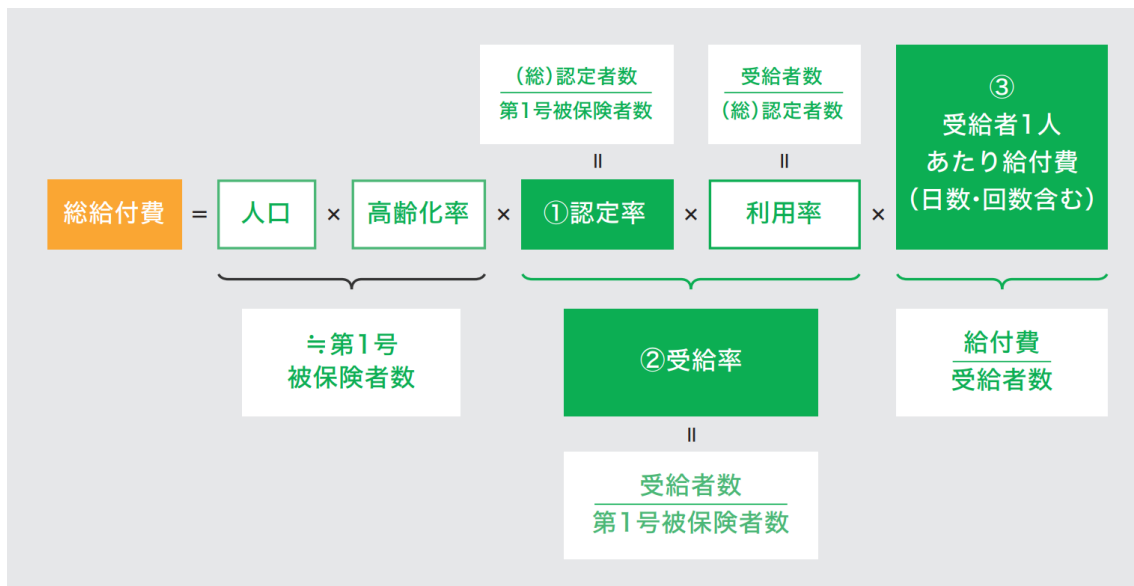 (総)認定者数
第1号被保険者数
受給者数
(総)認定者数
③
受給者1人
あたり給付費
(日数・回数含む)
=
=
総給付費 = 人口 × 高齢化率 × ①認定率 × 利用率 ×
≒第1号
被保険者数
②受給率
給付費
受給者数
=
受給者数
第1号被保険者数